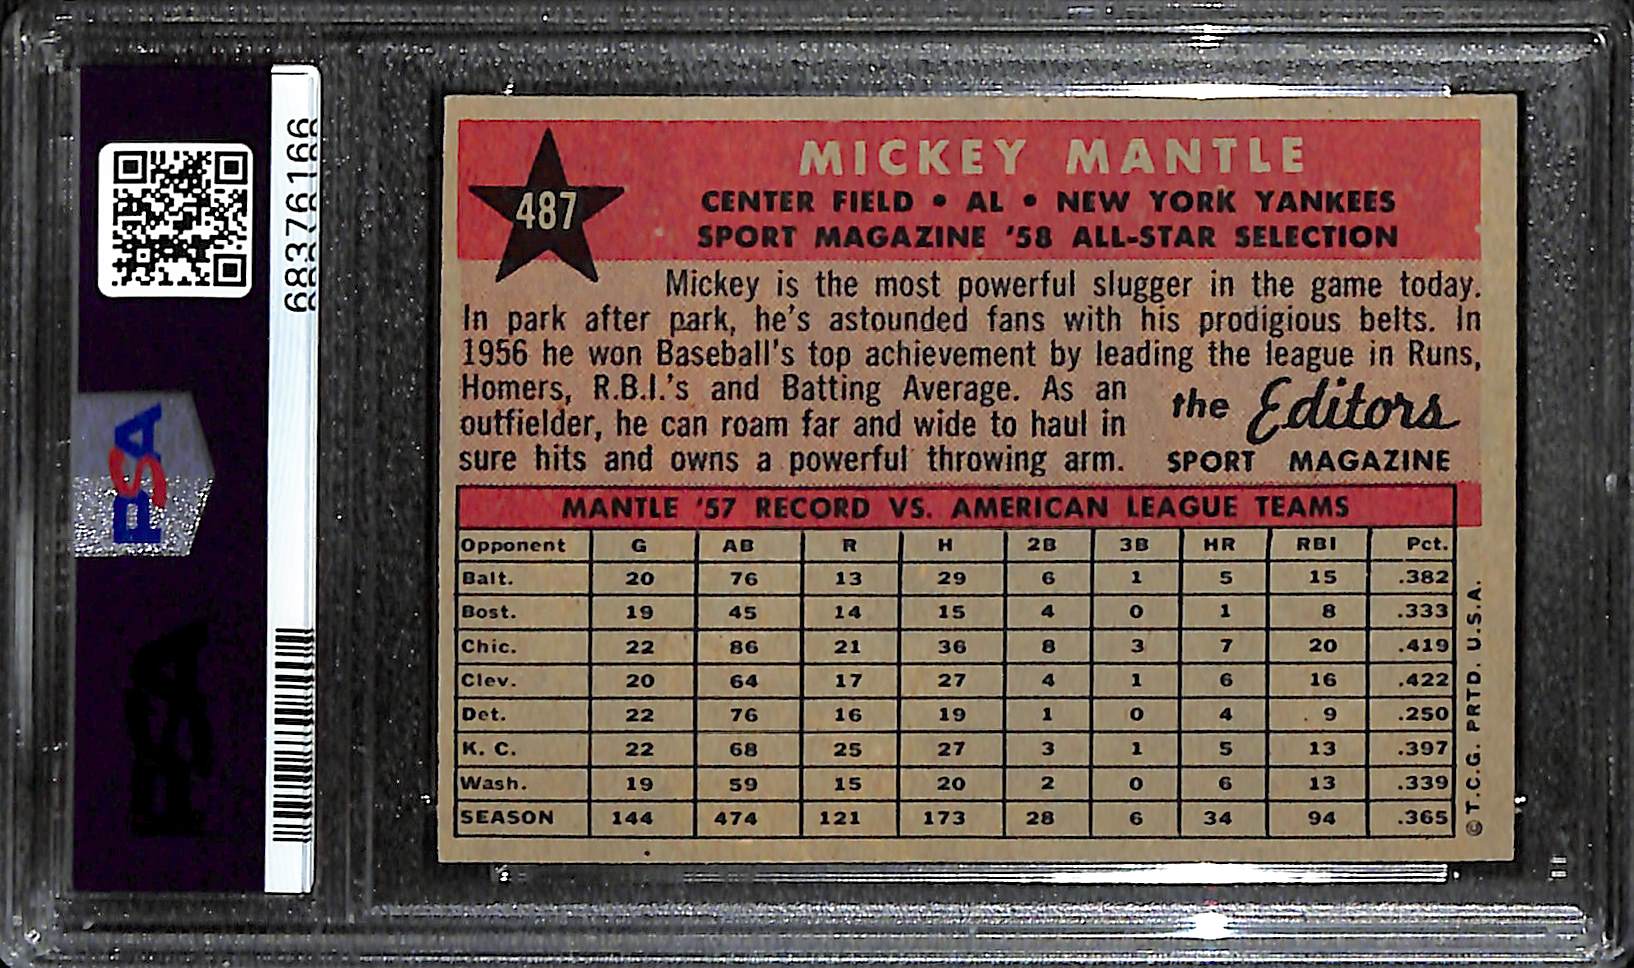 68376166
PSA
487
MICKEY MANTLE
CENTER FIELD • AL • NEW YORK YANKEES
SPORT MAGAZINE '58 ALL-STAR SELECTION
Mickey is the most powerful slugger in the game today.
In park after park, he's astounded fans with his prodigious belts. In
1956 he won Baseball's top achievement by leading the league in Runs,
Homers, R.B.I.'s and Batting Average. As an
outfielder, he can roam far and wide to haul in
sure hits and owns a powerful throwing arm.
the Editors
SPORT MAGAZINE
MANTLE '57 RECORD VS. AMERICAN LEAGUE TEAMS
Opponent G AB R H 2B 3B HR RBI Pct.
Balt. 20 76 13 29 6 1 5 15 .382
Bost. 19 45 14 15 4 0 1 8 .333
Chic. 22 86 21 36 8 3 7 20 .419
Clev. 20 64 17 27 4 1 6 16 .422
Det. 22 76 16 19 1 0 4 9 .250
K. C. 22 68 25 27 3 1 5 13 .397
Wash. 19 59 15 20 2 0 6 13 .339
SEASON 144 474 121 173 28 6 34 94 .365
© T.C.G. PRTD. U.S.A.